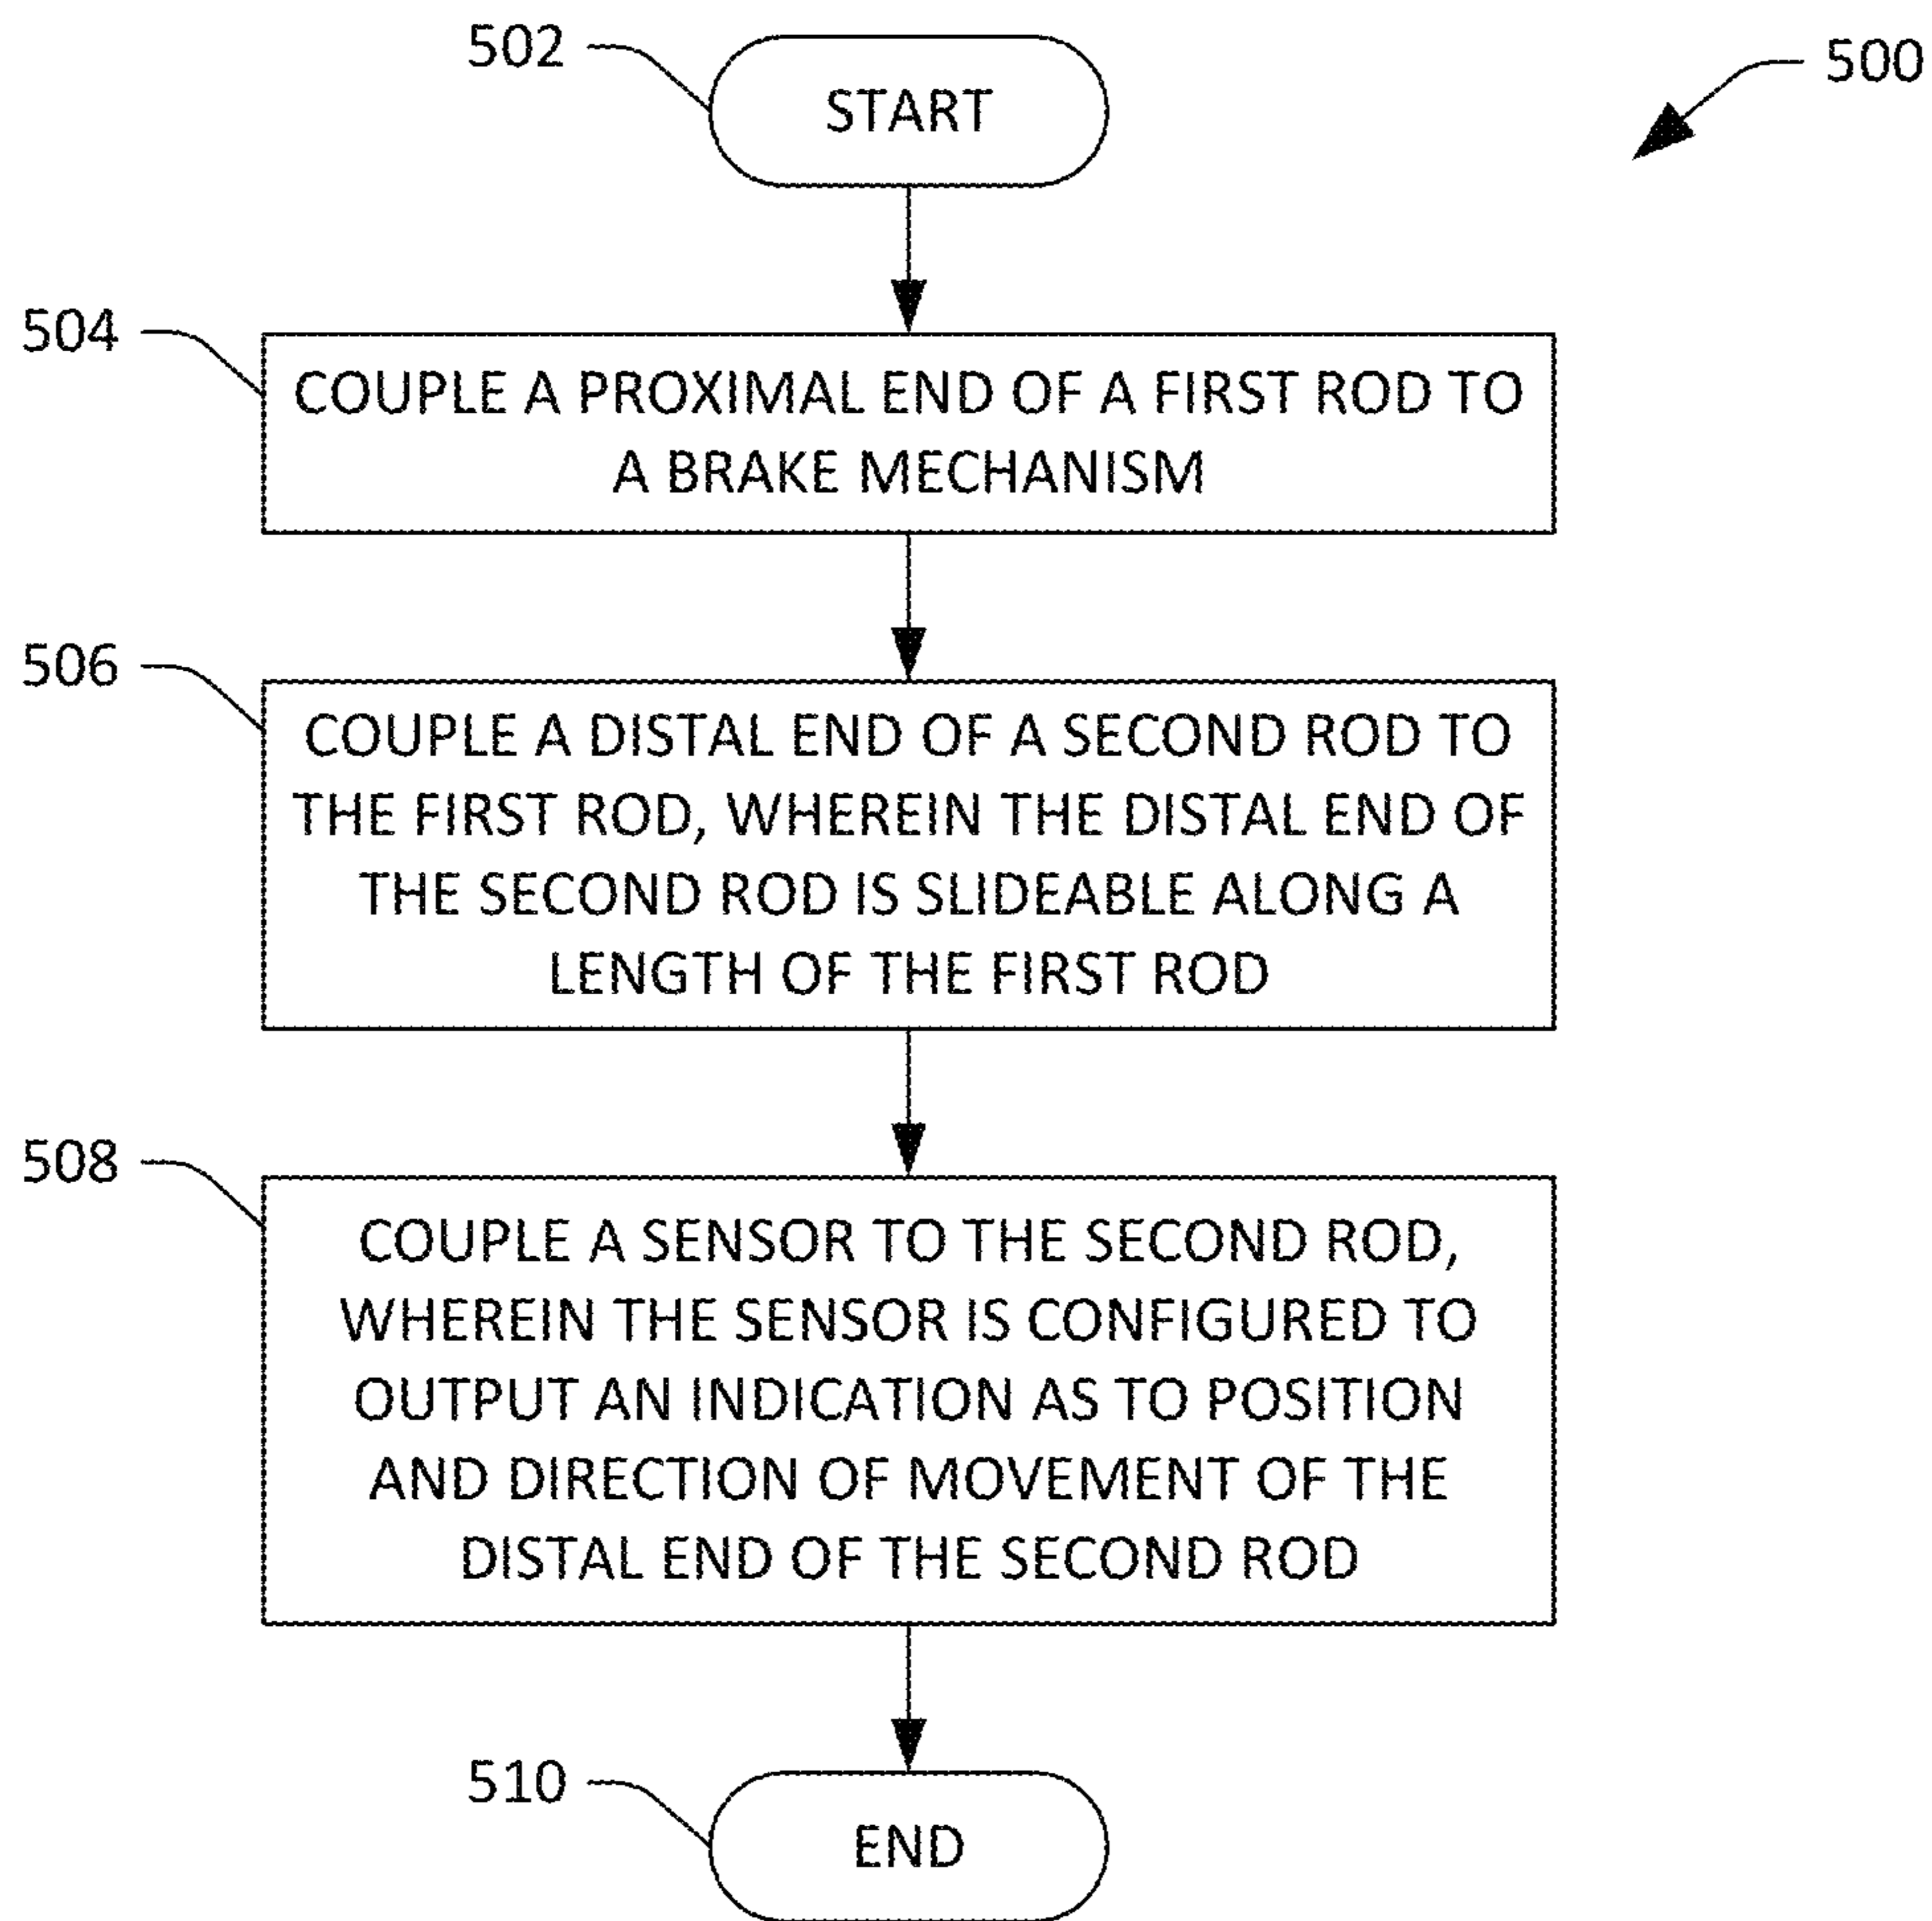 502
START
500
504
COUPLE A PROXIMAL END OF A FIRST ROD TO
A BRAKE MECHANISM
506
COUPLE A DISTAL END OF A SECOND ROD TO
THE FIRST ROD, WHEREIN THE DISTAL END OF
THE SECOND ROD IS SLIDEABLE ALONG A
LENGTH OF THE FIRST ROD
508
COUPLE A SENSOR TO THE SECOND ROD,
WHEREIN THE SENSOR IS CONFIGURED TO
OUTPUT AN INDICATION AS TO POSITION
AND DIRECTION OF MOVEMENT OF THE
DISTAL END OF THE SECOND ROD
510
END